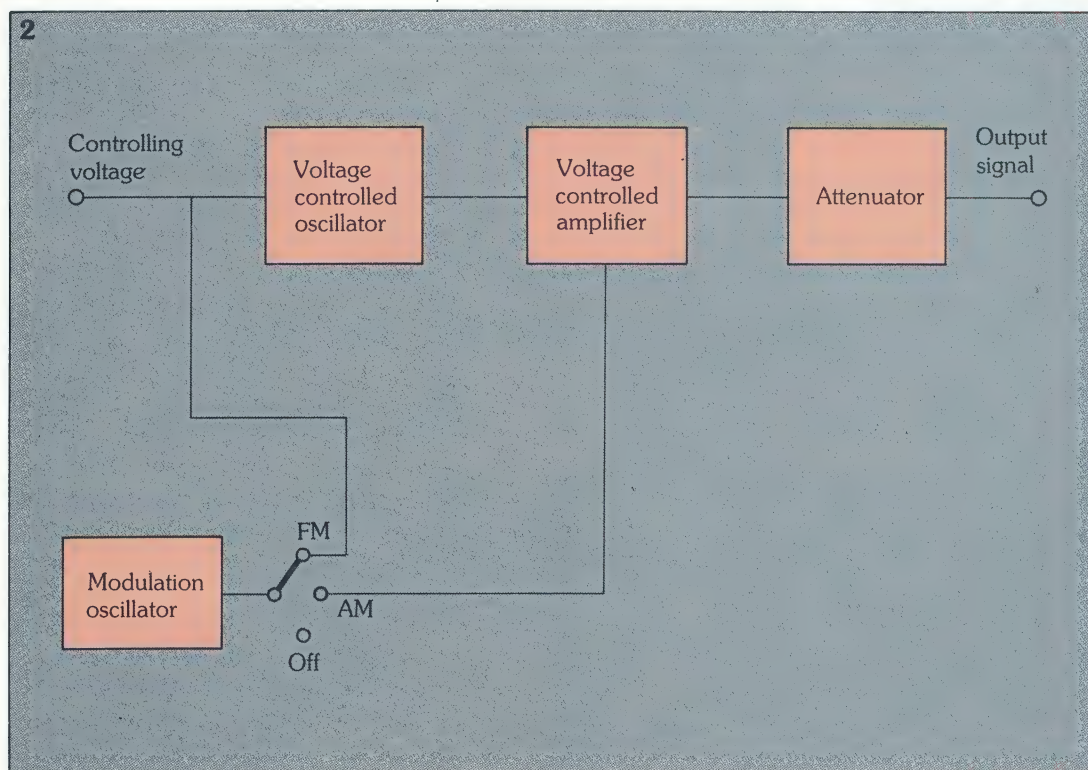 2
Controlling
voltage
Voltage
controlled
oscillator
Voltage
controlled
amplifier
Attenuator
Output
signal
FM
AM
Off
Modulation
oscillator